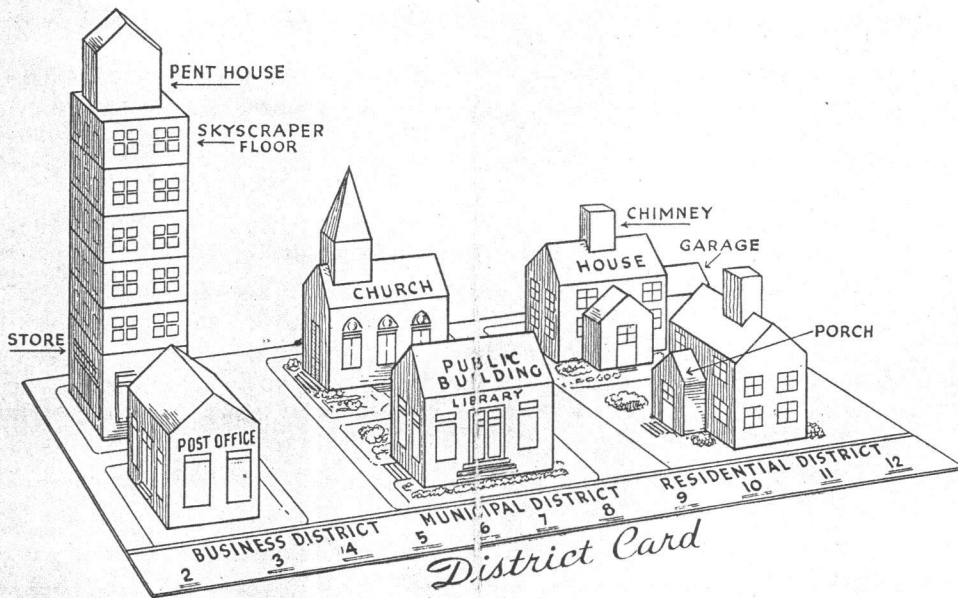 PENT HOUSE
SKYSCRAPER
FLOOR
CHIMNEY
GARAGE
HOUSE
CHURCH
STORE
PORCH
PUBLIC
BUILDING
LIBRARY
POST OFFICE
BUSINESS DISTRICT MUNICIPAL DISTRICT RESIDENTIAL DISTRICT
2 3 4 5 6 7 8 9 10 11 12
District Card